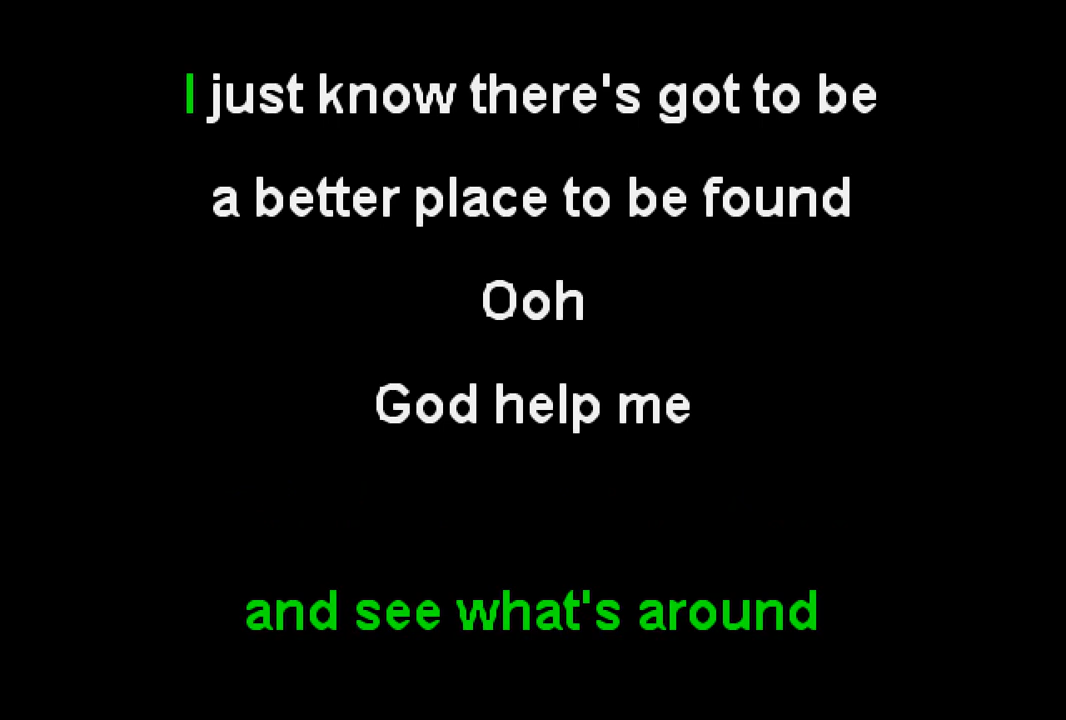 I just know there's got to be
a better place to be found
Ooh
God help me
and see what's around